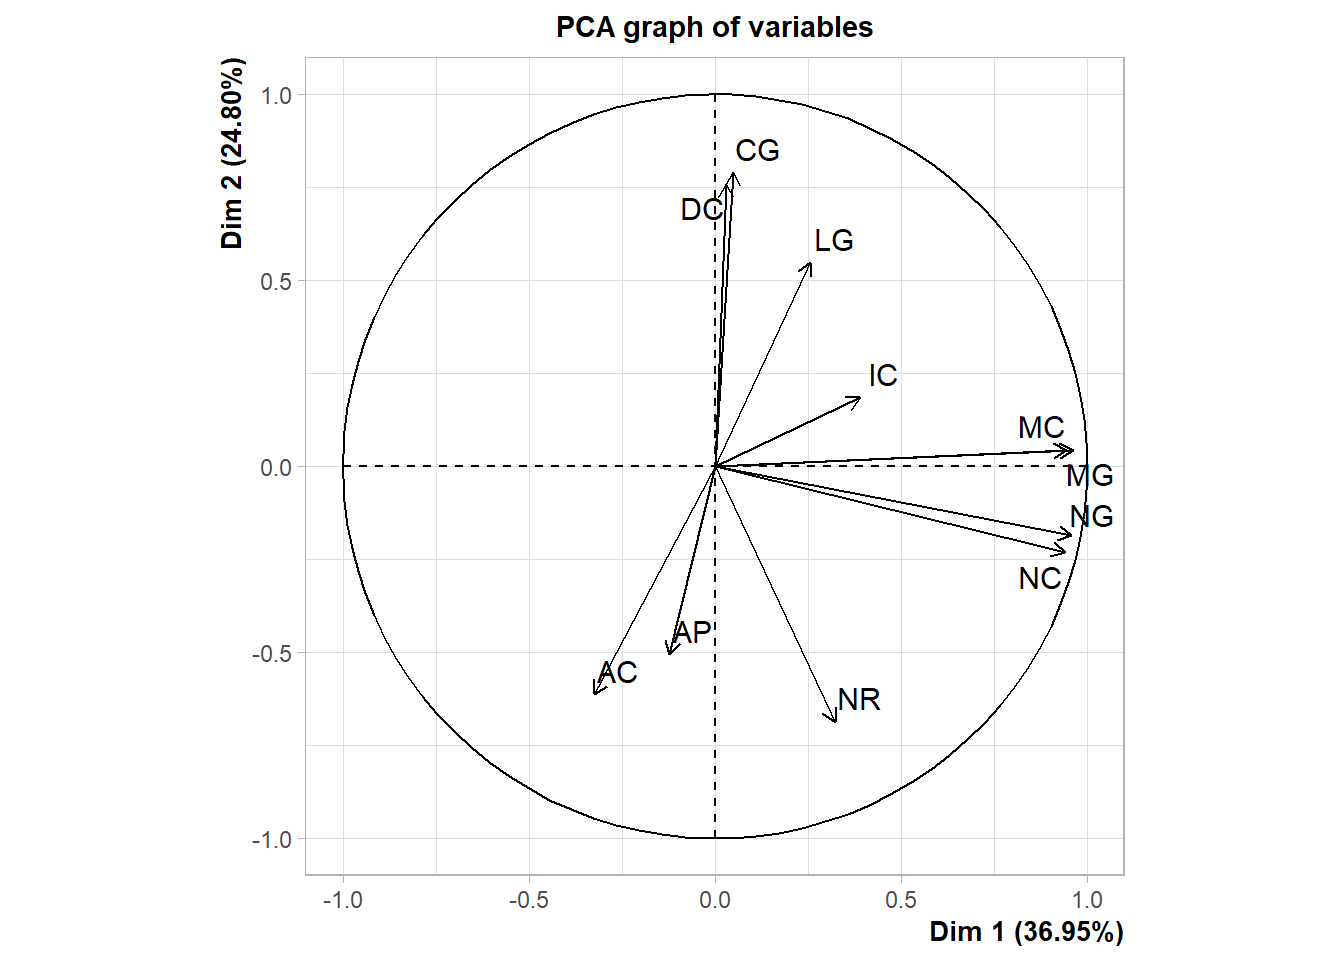 PCA graph of variables
Dim 2 (24.80%)
1.0
0.5
0.0
-0.5
-1.0
CG
DC
LG
IC
MC
MG
NG
NC
AP
AC
NR
-1.0
-0.5
0.0
0.5
1.0
Dim 1 (36.95%)